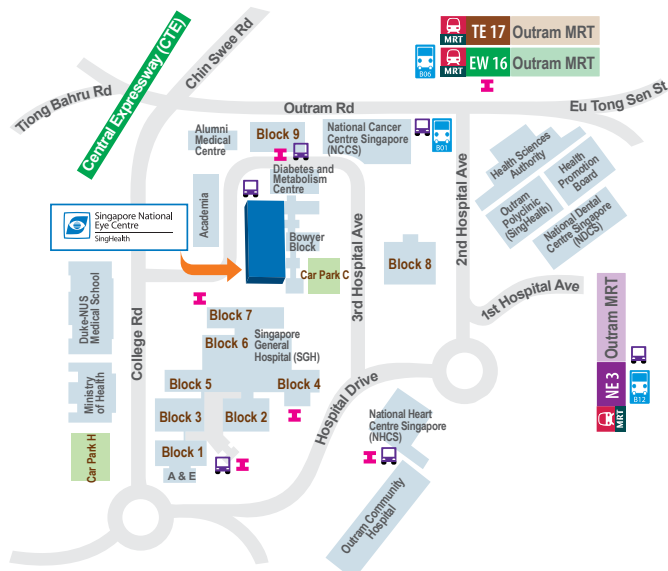 MRT
TE 17
Outram MRT
B06
MRT
EW 16
Outram MRT
Central Expressway (CTE)
Chin Swee Rd
Tiong Bahru Rd
Outram Rd
Eu Tong Sen St
Alumni
Medical
Centre
Block 9
National Cancer
Centre Singapore
(NCCS)
B01
Health Sciences
Authority
Health
Promotion
Board
Diabetes and
Metabolism
Centre
Academia
Outram
Polyclinic
(SingHealth)
National Dental
Centre Singapore
(NDCS)
2nd Hospital Ave
Singapore National
Eye Centre
SingHealth
Bowyer
Block
3rd Hospital Ave
Block 8
Car Park C
1st Hospital Ave
Duke-NUS
Medical School
College Rd
Block 7
Block 6
Singapore
General
Hospital (SGH)
Outram MRT
NE 3
B12
MRT
Ministry
of Health
Block 5
Block 4
Block 3
Block 2
Hospital Drive
National Heart
Centre Singapore
(NHCS)
Car Park H
Block 1
A & E
Outram Community
Hospital